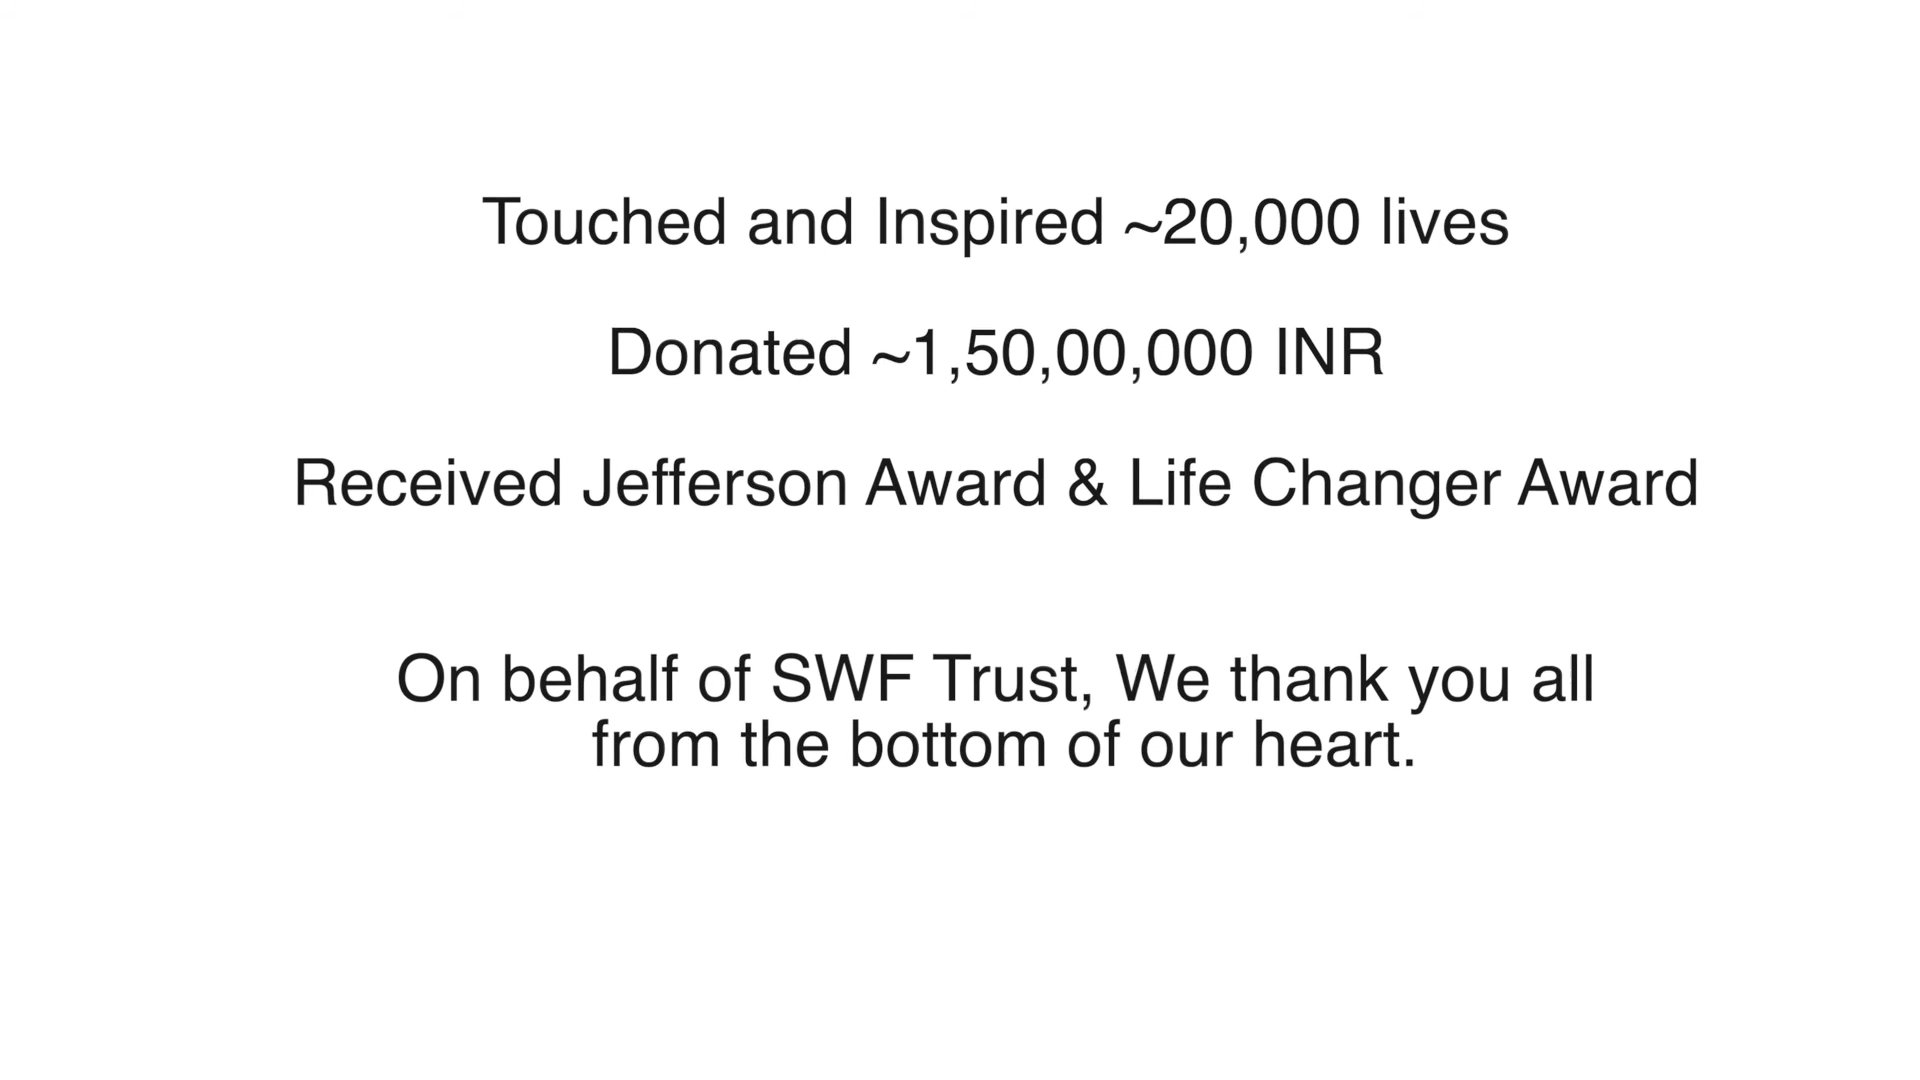 Touched and Inspired ~20,000 lives
Donated ~1,50,00,000 INR
Received Jefferson Award & Life Changer Award
On behalf of SWF Trust, We thank you all
from the bottom of our heart.